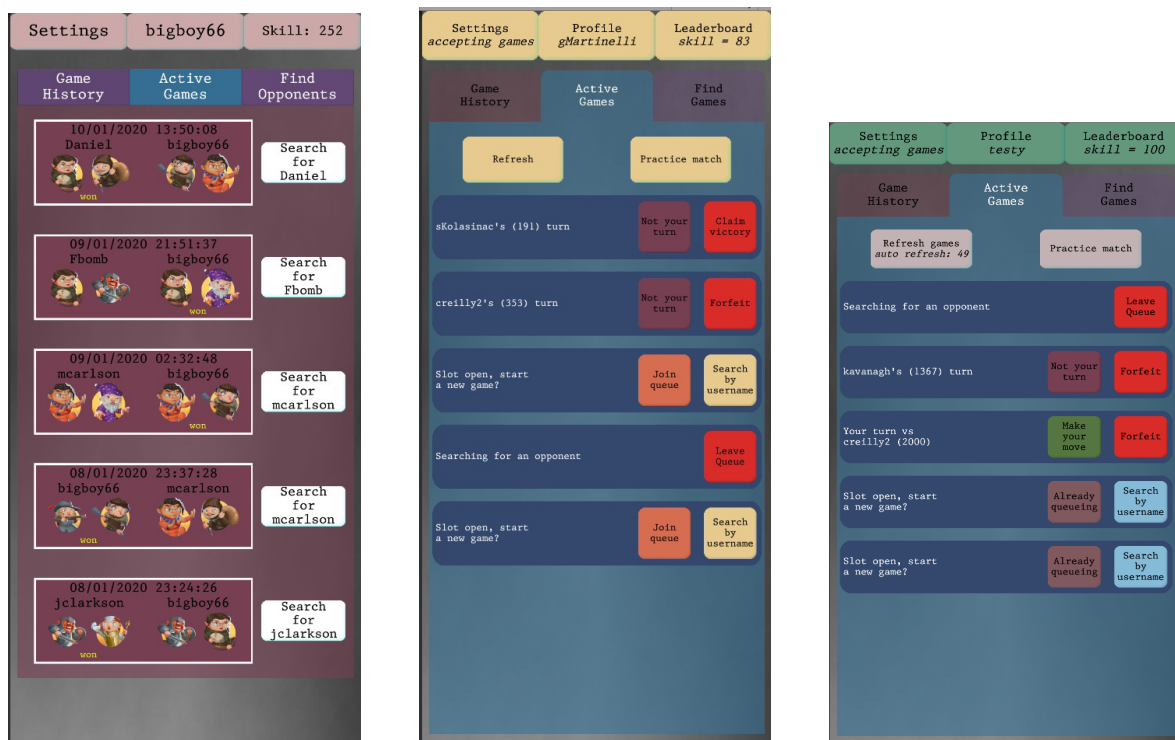 Settings
bigboy66
Skill: 252
Game
History
Active
Games
Find
Opponents
10/01/2020 13:50:08
Daniel
bigboy66
won
Search
for
Daniel
09/01/2020 21:51:37
Fbomb
bigboy66
won
Search
for
Fbomb
09/01/2020 02:32:48
mcarlson
bigboy66
won
Search
for
mcarlson
08/01/2020 23:37:28
bigboy66
mcarlson
won
Search
for
mcarlson
08/01/2020 23:24:26
jclarkson
bigboy66
won
Search
for
jclarkson
Settings
accepting games
Profile
gMartinelli
Leaderboard
skill = 83
Game
History
Active
Games
Find
Games
Refresh
Practice match
sKolasinac's (191) turn
Not your
turn
Claim
victory
creilly2's (353) turn
Not your
turn
Forfeit
Slot open, start
a new game?
Join
queue
Search
by
username
Searching for an opponent
Leave
Queue
Slot open, start
a new game?
Join
queue
Search
by
username
Settings
accepting games
Profile
testy
Leaderboard
skill = 100
Game
History
Active
Games
Find
Games
Refresh games
auto refresh: 49
Practice match
Searching for an opponent
Leave
Queue
kavanagh's (1367) turn
Not your
turn
Forfeit
Your turn vs
creilly2 (2000)
Make
your
move
Forfeit
Slot open, start
a new game?
Already
queueing
Search
by
username
Slot open, start
a new game?
Already
queueing
Search
by
username